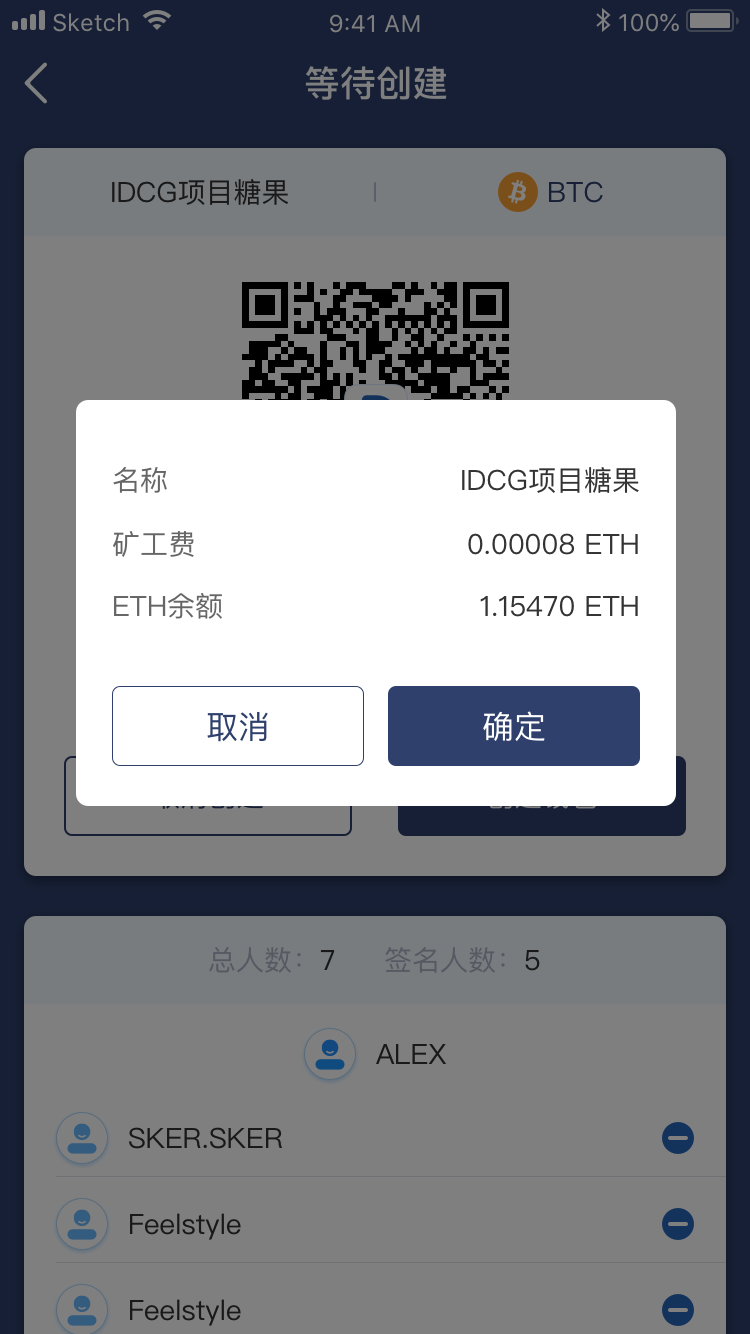 Sketch 9:41 AM 100%
等待创建
IDCG项目糖果 BTC
名称 IDCG项目糖果
矿工费 0.00008 ETH
ETH余额 1.15470 ETH
取消 确定
总人数：7 签名人数：5
ALEX
SKER.SKER
Feelstyle
Feelstyle